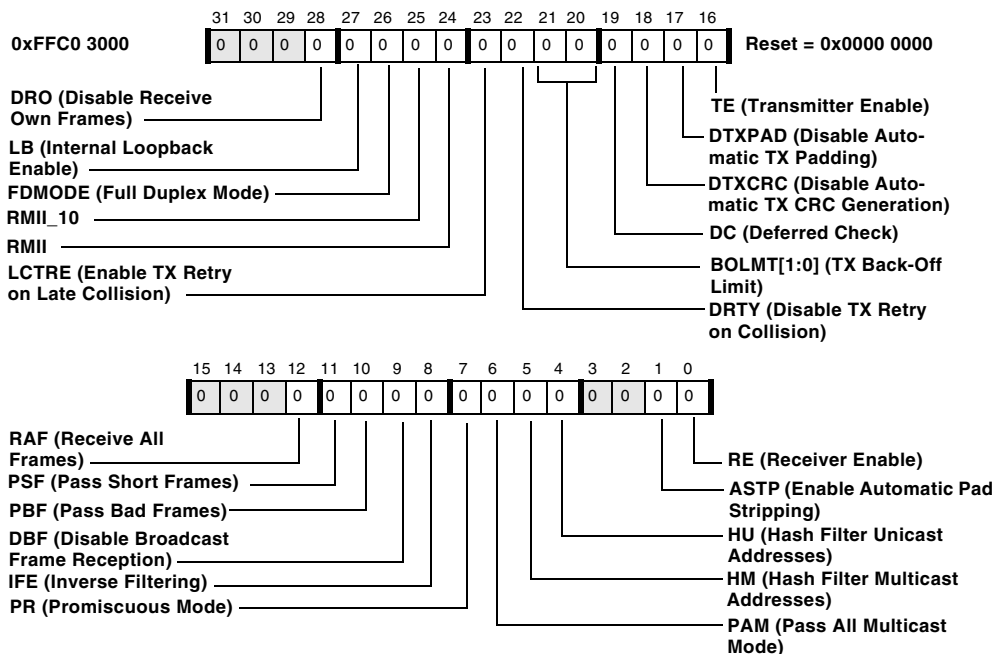 31 30 29 28 27 26 25 24 23 22 21 20 19 18 17 16
0xFFC0 3000 0 0 0 0 0 0 0 0 0 0 0 0 0 0 0 0 Reset = 0x0000 0000
DRO (Disable Receive
Own Frames)
LB (Internal Loopback
Enable)
FDMODE (Full Duplex Mode)
RMII_10
RMII
LCTRE (Enable TX Retry
on Late Collision)
TE (Transmitter Enable)
DTXPAD (Disable Auto-
matic TX Padding)
DTXCRC (Disable Auto-
matic TX CRC Generation)
DC (Deferred Check)
BOLMT[1:0] (TX Back-Off
Limit)
DRTY (Disable TX Retry
on Collision)
15 14 13 12 11 10 9 8 7 6 5 4 3 2 1 0
0 0 0 0 0 0 0 0 0 0 0 0 0 0 0 0
RAF (Receive All
Frames)
PSF (Pass Short Frames)
PBF (Pass Bad Frames)
DBF (Disable Broadcast
Frame Reception)
IFE (Inverse Filtering)
PR (Promiscuous Mode)
RE (Receiver Enable)
ASTP (Enable Automatic Pad
Stripping)
HU (Hash Filter Unicast
Addresses)
HM (Hash Filter Multicast
Addresses)
PAM (Pass All Multicast
Mode)